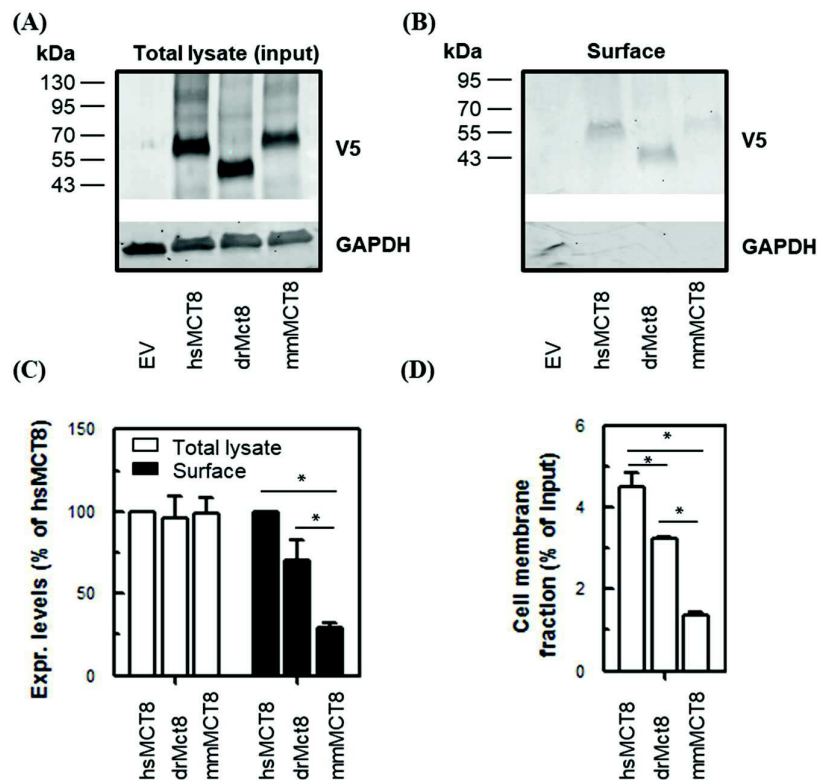 (A)
Total lysate (input)
kDa
130
95
70
55
43
V5
GAPDH
EV
hsMCT8
drMct8
mmMCT8
(B)
Surface
kDa
95
70
55
43
V5
GAPDH
EV
hsMCT8
drMct8
mmMCT8
(C)
Expr. levels (% of hsMCT8)
150
100
50
0
Total lysate
Surface
*
*
hsMCT8
drMct8
mmMCT8
hsMCT8
drMct8
mmMCT8
(D)
Cell membrane
fraction (% of Input)
6
4
2
0
*
*
*
hsMCT8
drMct8
mmMCT8